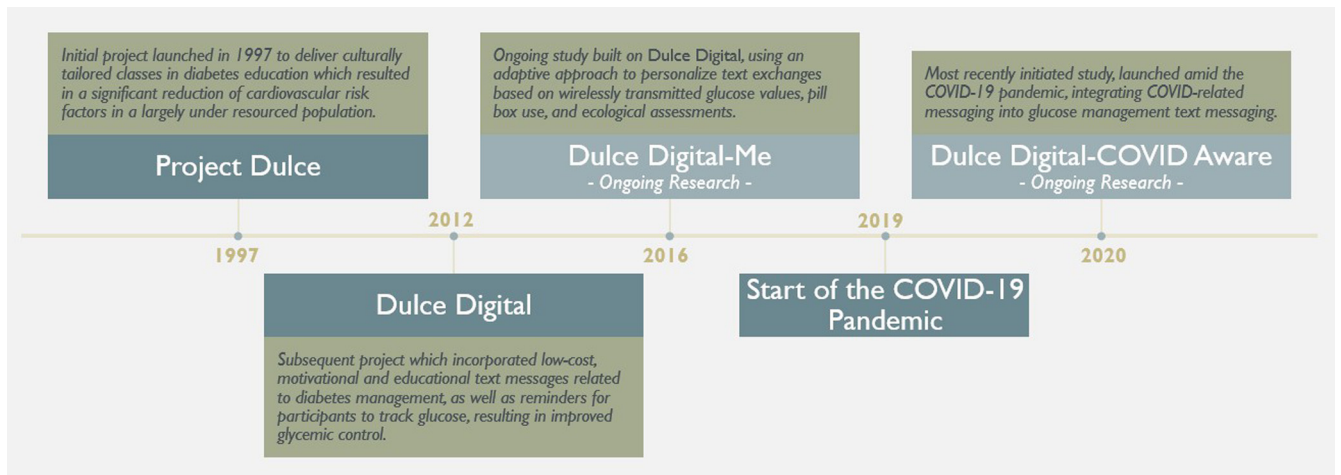 Initial project launched in 1997 to deliver culturally
tailored classes in diabetes education which resulted
in a significant reduction of cardiovascular risk
factors in a largely under resourced population.
Project Dulce
1997
2012
Dulce Digital
Subsequent project which incorporated low-cost,
motivational and educational text messages related
to diabetes management, as well as reminders for
participants to track glucose, resulting in improved
glycemic control.
Ongoing study built on Dulce Digital, using an
adaptive approach to personalize text exchanges
based on wirelessly transmitted glucose values, pill
box use, and ecological assessments.
Dulce Digital-Me
- Ongoing Research -
2016
2019
Start of the COVID-19
Pandemic
Most recently initiated study, launched amid the
COVID-19 pandemic, integrating COVID-related
messaging into glucose management text messaging.
Dulce Digital-COVID Aware
- Ongoing Research -
2020